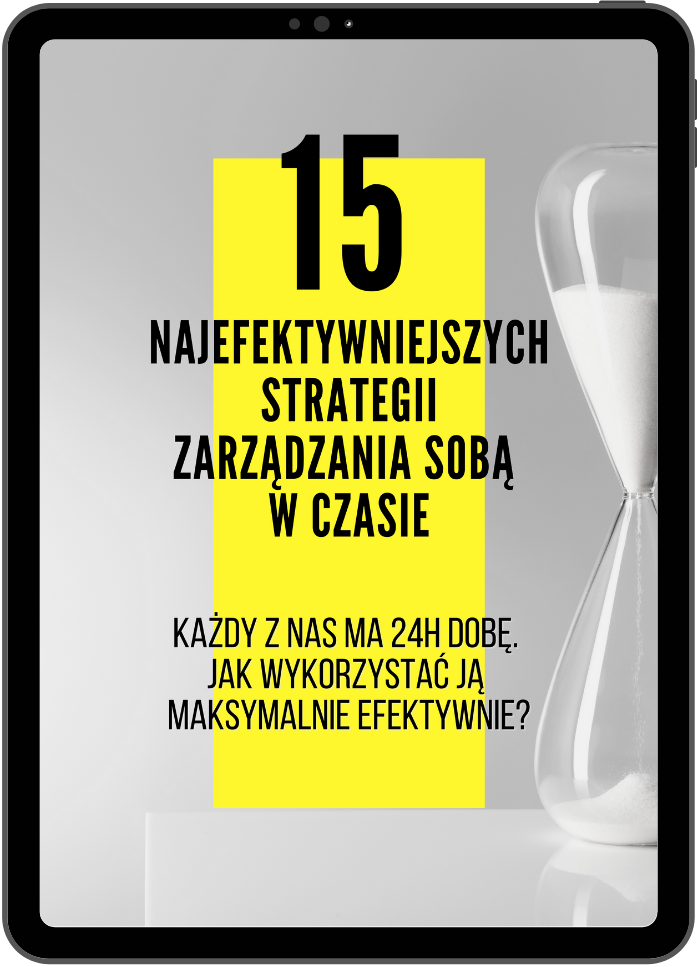 15
NAJEFEKTYWNIEJSZYCH
STRATEGII
ZARZĄDZANIA SOBĄ
W CZASIE
KAŻDY Z NAS MA 24H DOBĘ.
JAK WYKORZYSTAĆ JĄ
MAKSYMALNIE EFEKTYWNIE?